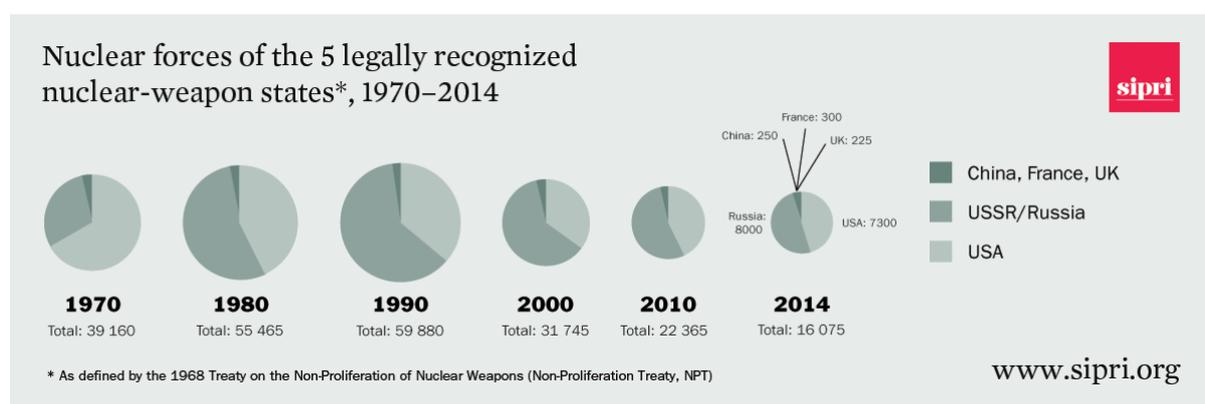 Nuclear forces of the 5 legally recognized
nuclear-weapon states*, 1970–2014
sipri
France: 300
China: 250
UK: 225
Russia:
8000
USA: 7300
China, France, UK
USSR/Russia
USA
1970
Total: 39 160
1980
Total: 55 465
1990
Total: 59 880
2000
Total: 31 745
2010
Total: 22 365
2014
Total: 16 075
* As defined by the 1968 Treaty on the Non-Proliferation of Nuclear Weapons (Non-Proliferation Treaty, NPT)
www.sipri.org